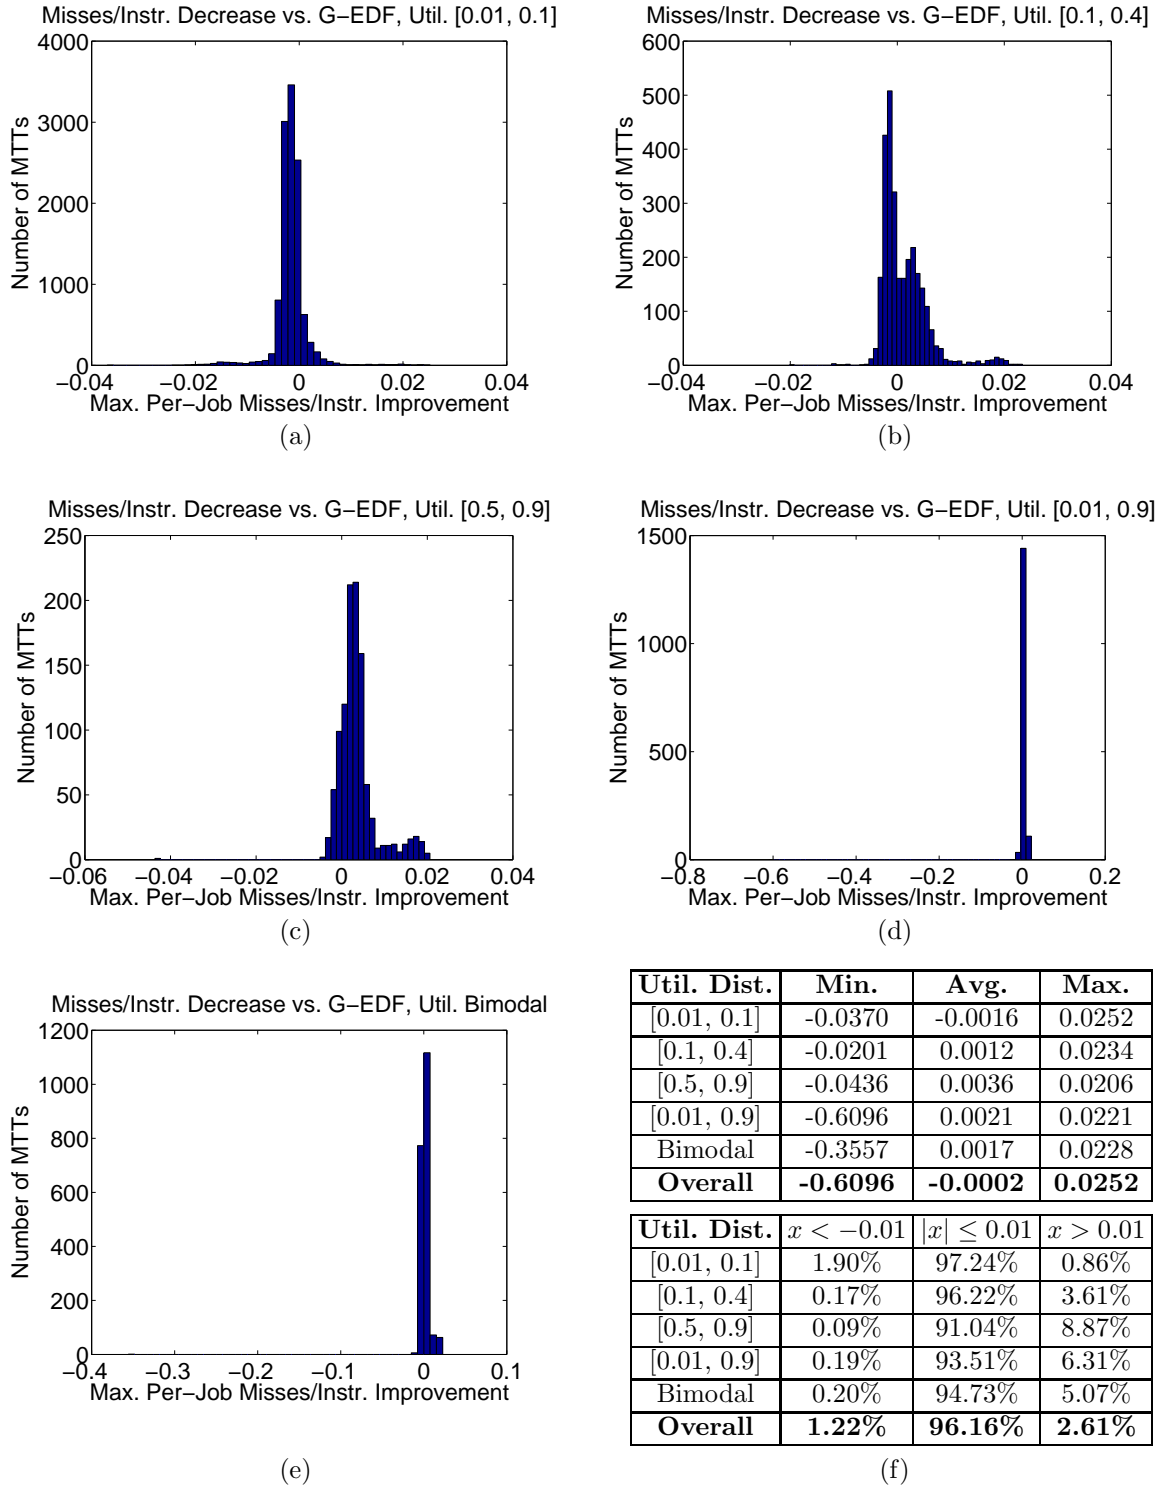 Misses/Instr. Decrease vs. G−EDF, Util. [0.01, 0.1]
4000
3000
2000
1000
0
Number of MTTs
−0.04 −0.02 0 0.02 0.04
Max. Per−Job Misses/Instr. Improvement
(a)
Misses/Instr. Decrease vs. G−EDF, Util. [0.1, 0.4]
600
500
400
300
200
100
0
Number of MTTs
−0.04 −0.02 0 0.02 0.04
Max. Per−Job Misses/Instr. Improvement
(b)
Misses/Instr. Decrease vs. G−EDF, Util. [0.5, 0.9]
250
200
150
100
50
0
Number of MTTs
−0.06 −0.04 −0.02 0 0.02 0.04
Max. Per−Job Misses/Instr. Improvement
(c)
Misses/Instr. Decrease vs. G−EDF, Util. [0.01, 0.9]
1500
1000
500
0
Number of MTTs
−0.8 −0.6 −0.4 −0.2 0 0.2
Max. Per−Job Misses/Instr. Improvement
(d)
Misses/Instr. Decrease vs. G−EDF, Util. Bimodal
1200
1000
800
600
400
200
0
Number of MTTs
−0.4 −0.3 −0.2 −0.1 0 0.1
Max. Per−Job Misses/Instr. Improvement
(e)
Util. Dist. Min. Avg. Max.
[0.01, 0.1] -0.0370 -0.0016 0.0252
[0.1, 0.4] -0.0201 0.0012 0.0234
[0.5, 0.9] -0.0436 0.0036 0.0206
[0.01, 0.9] -0.6096 0.0021 0.0221
Bimodal -0.3557 0.0017 0.0228
Overall -0.6096 -0.0002 0.0252
Util. Dist. x < −0.01 |x| ≤ 0.01 x > 0.01
[0.01, 0.1] 1.90% 97.24% 0.86%
[0.1, 0.4] 0.17% 96.22% 3.61%
[0.5, 0.9] 0.09% 91.04% 8.87%
[0.01, 0.9] 0.19% 93.51% 6.31%
Bimodal 0.20% 94.73% 5.07%
Overall 1.22% 96.16% 2.61%
(f)